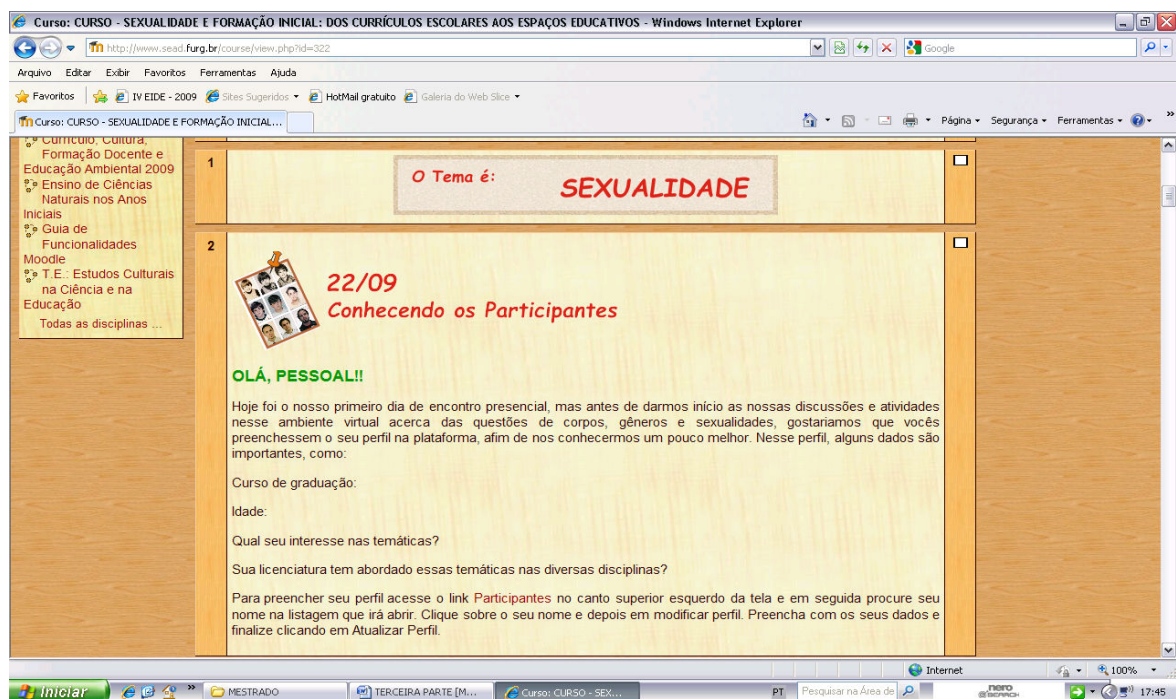 Curso: CURSO - SEXUALIDADE E FORMAÇÃO INICIAL: DOS CURRÍCULOS ESCOLARES AOS ESPAÇOS EDUCATIVOS - Windows Internet Explorer
http://www.sead.furg.br/course/view.php?id=322
Google
Arquivo Editar Exibir Favoritos Ferramentas Ajuda
Favoritos IV EIDE - 2009 Sites Sugeridos HotMail gratuito Galeria do Web Slice
Curso: CURSO - SEXUALIDADE E FORMAÇÃO INICIAL... Página Segurança Ferramentas
Currículo, Cultura,
Formação Docente e
Educação Ambiental 2009
Ensino de Ciências
Naturais nos Anos
Iniciais
Guia de
Funcionalidades
Moodle
T.E.: Estudos Culturais
na Ciência e na
Educação
Todas as disciplinas ...
1
O Tema é: SEXUALIDADE
2
22/09
Conhecendo os Participantes
OLÁ, PESSOAL!!
Hoje foi o nosso primeiro dia de encontro presencial, mas antes de darmos início as nossas discussões e atividades
nesse ambiente virtual acerca das questões de corpos, gêneros e sexualidades, gostariamos que vocês
preenchessem o seu perfil na plataforma, afim de nos conhecermos um pouco melhor. Nesse perfil, alguns dados são
importantes, como:
Curso de graduação:
Idade:
Qual seu interesse nas temáticas?
Sua licenciatura tem abordado essas temáticas nas diversas disciplinas?
Para preencher seu perfil acesse o link Participantes no canto superior esquerdo da tela e em seguida procure seu
nome na listagem que irá abrir. Clique sobre o seu nome e depois em modificar perfil. Preencha com os seus dados e
finalize clicando em Atualizar Perfil.
Internet 100%
Iniciar MESTRADO TERCEIRA PARTE [M... Curso: CURSO - SEX... PT Pesquisar na Área de nero SEARCH 17:45